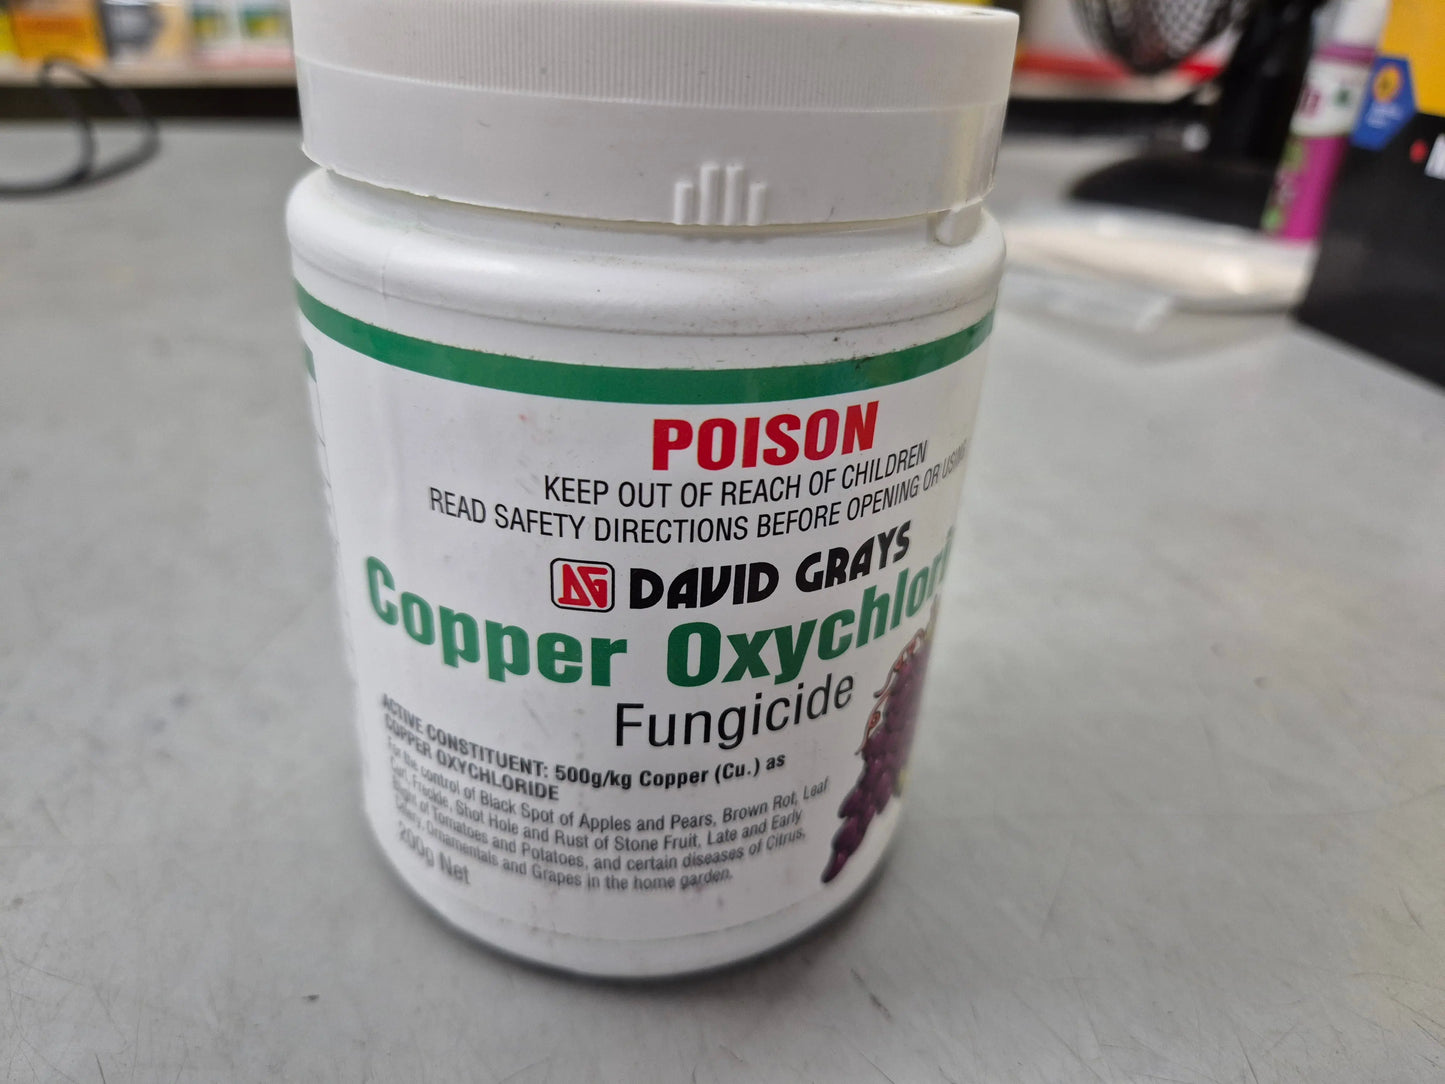 POISON
KEEP OUT OF REACH OF CHILDREN
READ SAFETY DIRECTIONS BEFORE OPENING OR USING
DG DAVID GRAYS
Copper Oxychlori
Fungicide
ACTIVE CONSTITUENT: 500g/kg Copper (Cu.) as
COPPER OXYCHLORIDE
For the control of Black Spot of Apples and Pears, Brown Rot, Leaf
Curl, Freckle, Shot Hole and Rust of Stone Fruit, Late and Early
Blight of Tomatoes and Potatoes, and certain diseases of Citrus,
Celery, Ornamentals and Grapes in the home garden.
200g Net